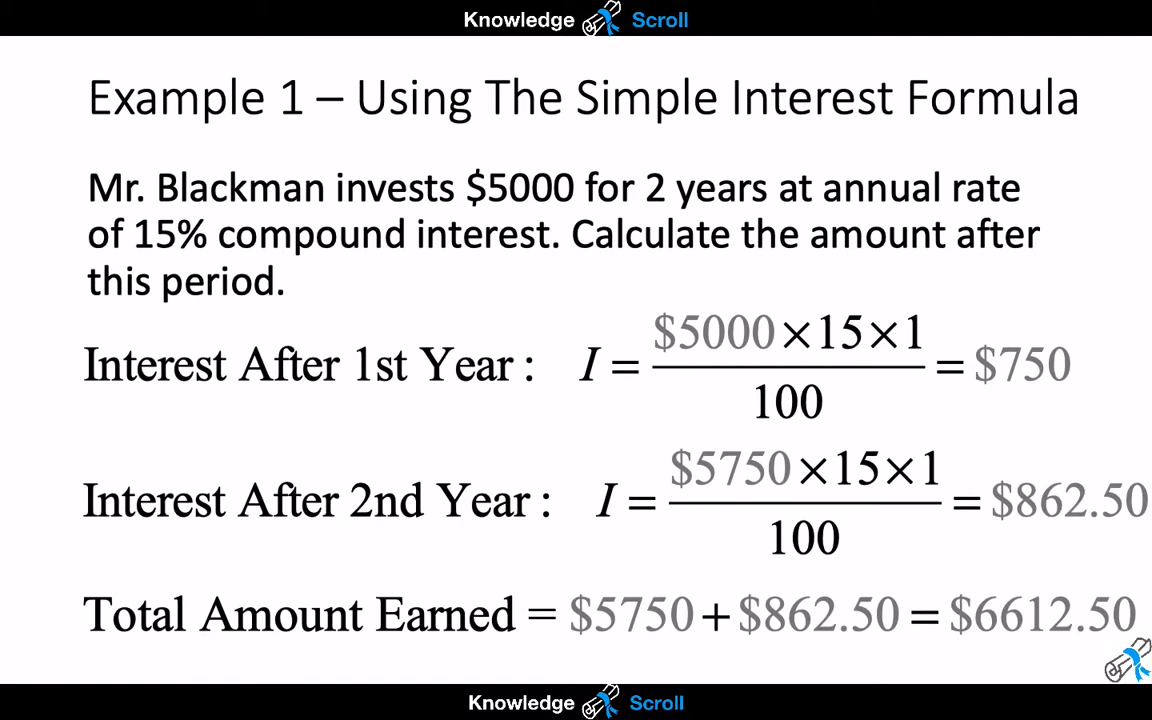 Knowledge Scroll
Example 1 – Using The Simple Interest Formula
Mr. Blackman invests $5000 for 2 years at annual rate
of 15% compound interest. Calculate the amount after
this period.
Interest After 1st Year : I = $5000×15×1 / 100 = $750
Interest After 2nd Year : I = $5750×15×1 / 100 = $862.50
Total Amount Earned = $5750 + $862.50 = $6612.50
Knowledge Scroll